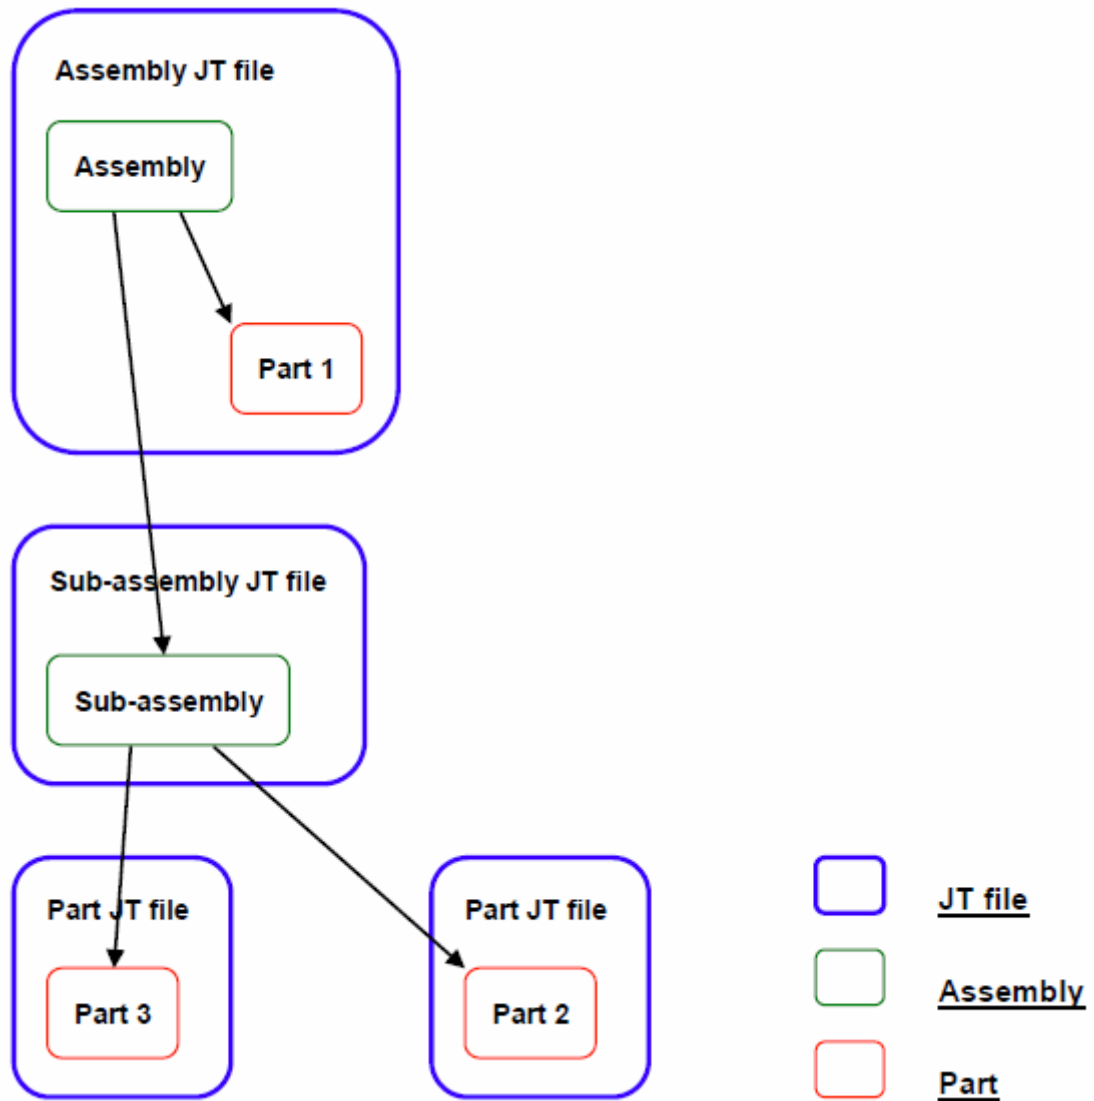 Assembly JT file
Assembly
Part 1
Sub-assembly JT file
Sub-assembly
Part JT file
Part 3
Part JT file
Part 2
JT file
Assembly
Part